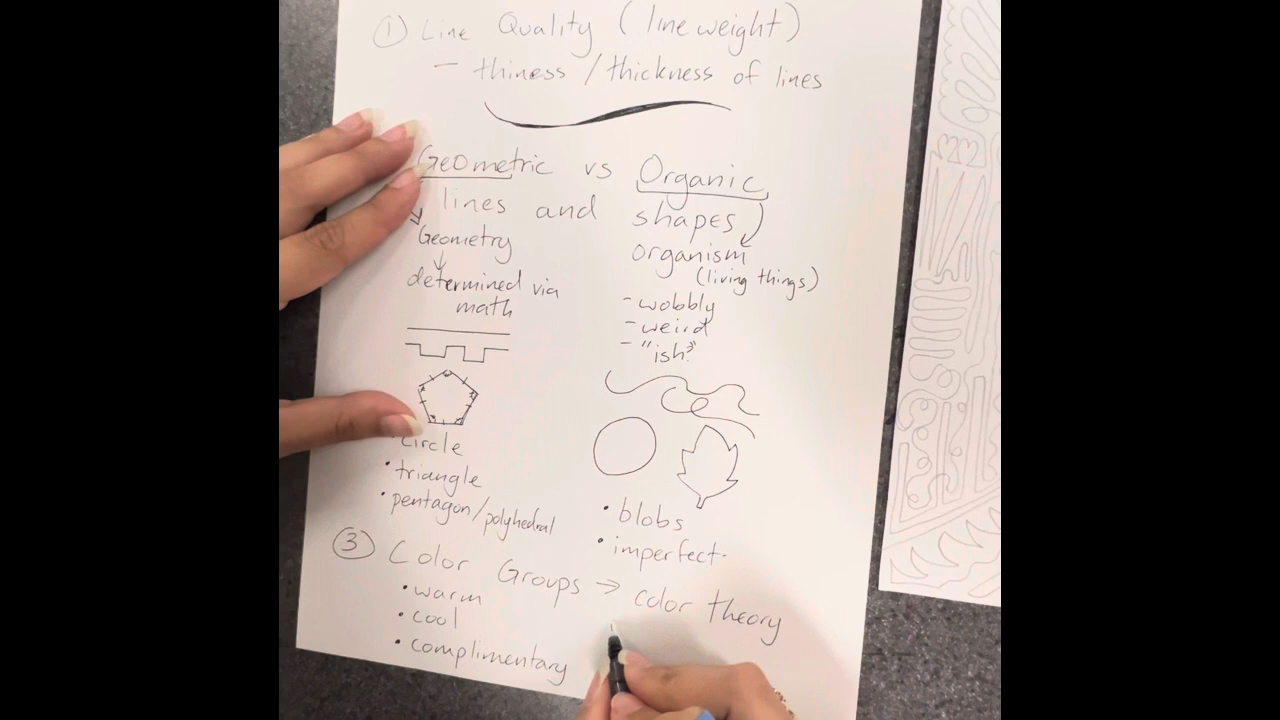 ① Line Quality (line weight)
- thiness / thickness of lines
Geometric vs Organic
lines and shapes
Geometry
determined via
math
circle
• triangle
• pentagon/polyhedral
organism
(living things)
- wobbly
- weird
- "ish"
• blobs
• imperfect
③ Color Groups → color theory
• warm
• cool
• complimentary